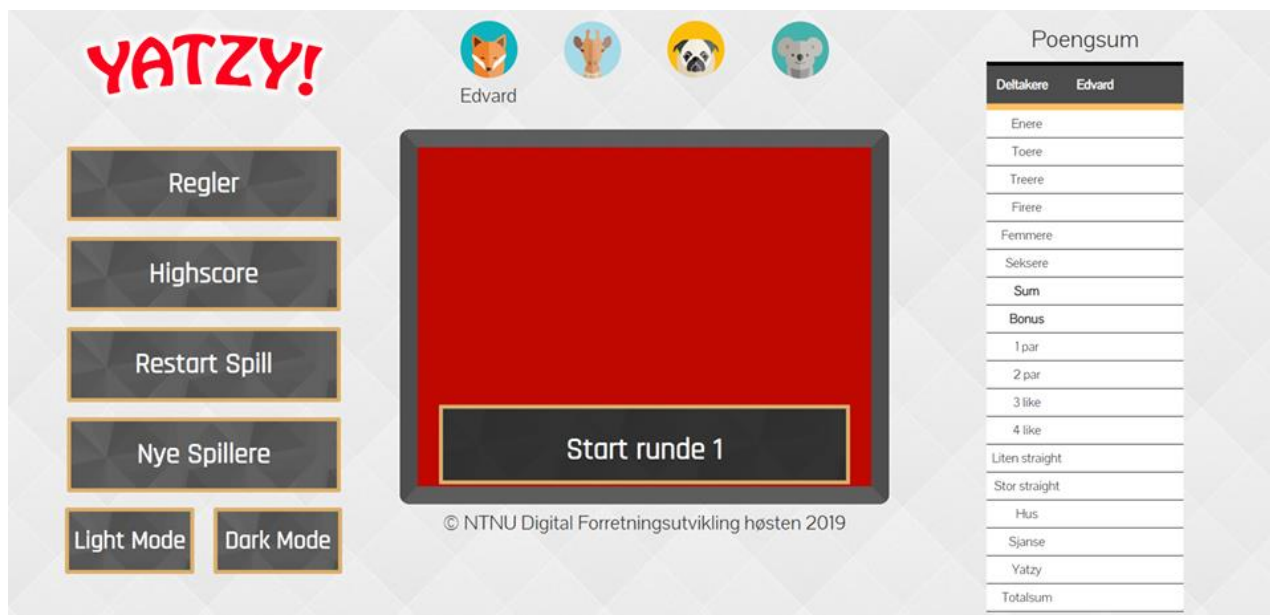 YATZY!
Edvard
Regler
Highscore
Restart Spill
Nye Spillere
Light Mode
Dark Mode
Start runde 1
© NTNU Digital Forretningsutvikling høsten 2019
Poengsum
Deltakere Edvard
Enere
Toere
Treere
Firere
Femmere
Seksere
Sum
Bonus
1 par
2 par
3 like
4 like
Liten straight
Stor straight
Hus
Sjanse
Yatzy
Totalsum